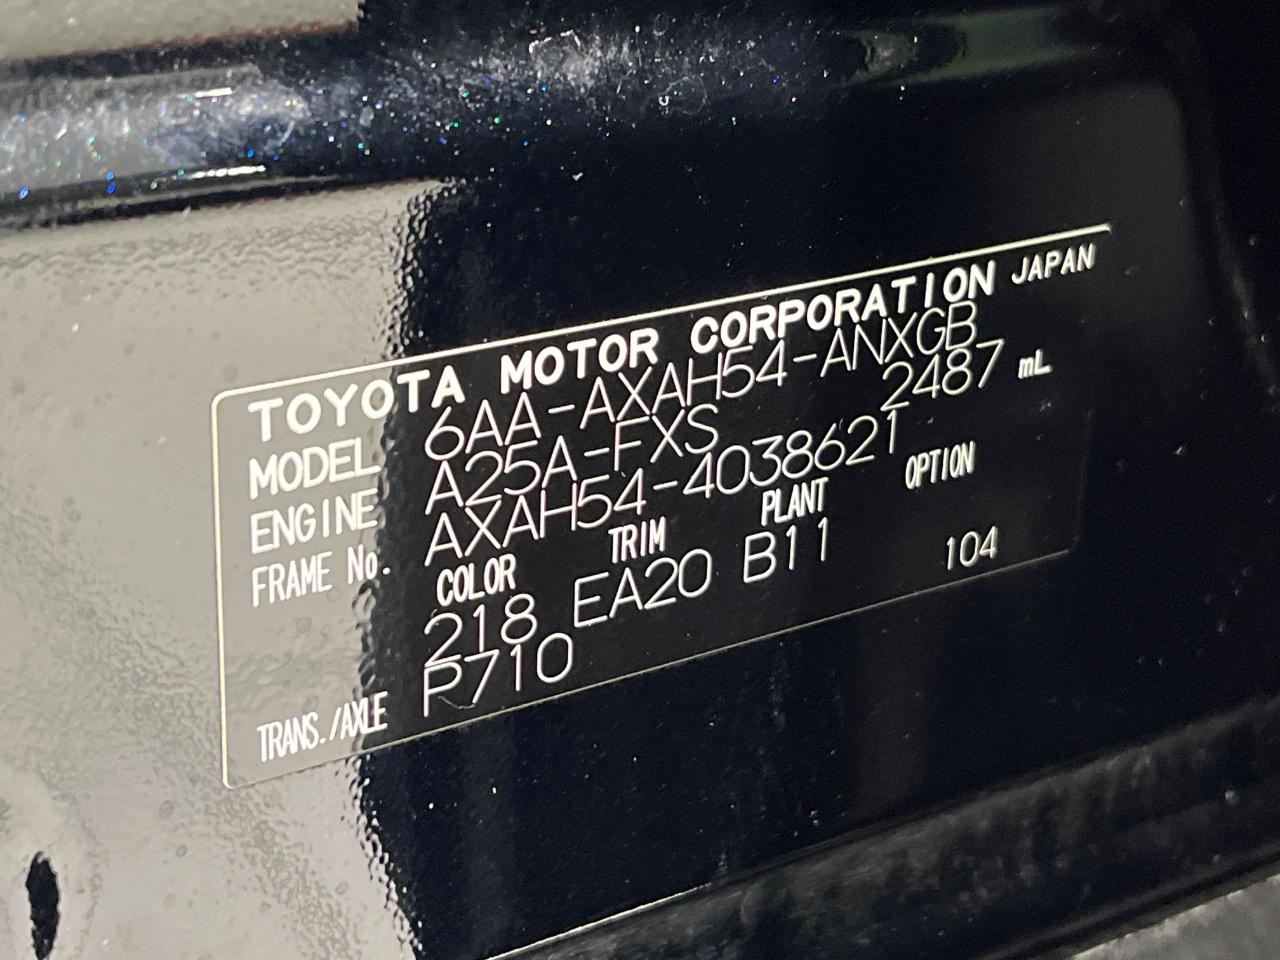 TOYOTA MOTOR CORPORATION JAPAN
MODEL 6AA-AXAH54-ANXGB
ENGINE A25A-FXS 2487 mL
FRAME No. AXAH54-4038621
COLOR TRIM PLANT OPTION
218 EA20 B11 104
TRANS./AXLE P710